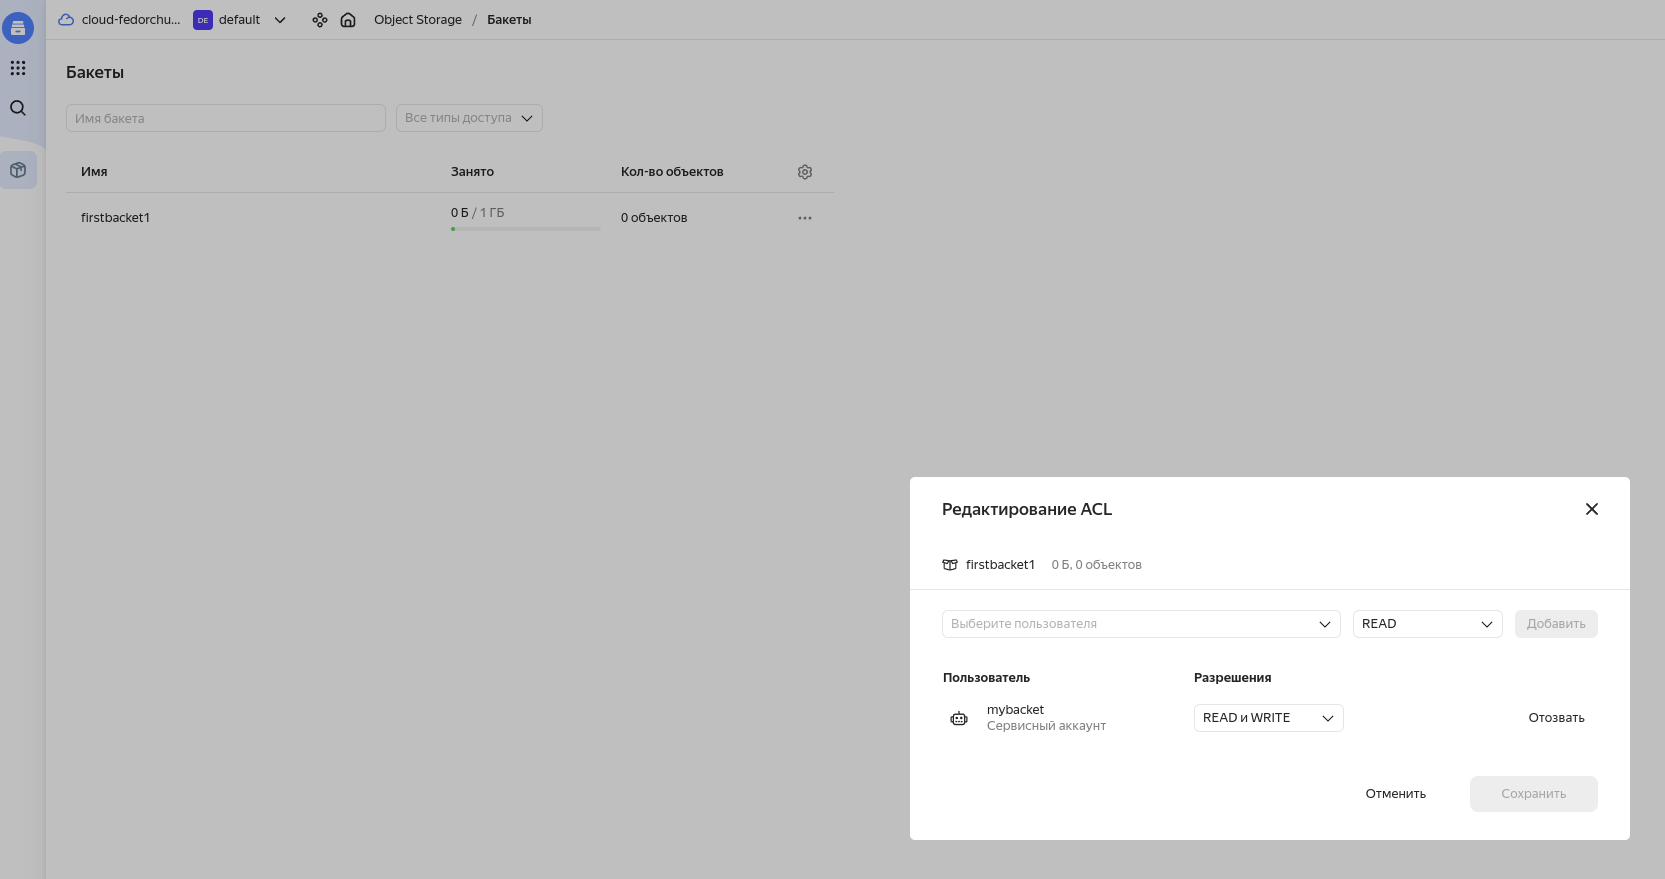 cloud-fedorchu... DE default Object Storage / Бакеты
Бакеты
Имя бакета Все типы доступа
Имя Занято Кол-во объектов
firstbacket1 0 Б / 1 ГБ 0 объектов
Редактирование ACL
firstbacket1 0 Б, 0 объектов
Выберите пользователя READ Добавить
Пользователь Разрешения
mybacket
Сервисный аккаунт
READ и WRITE Отозвать
Отменить Сохранить